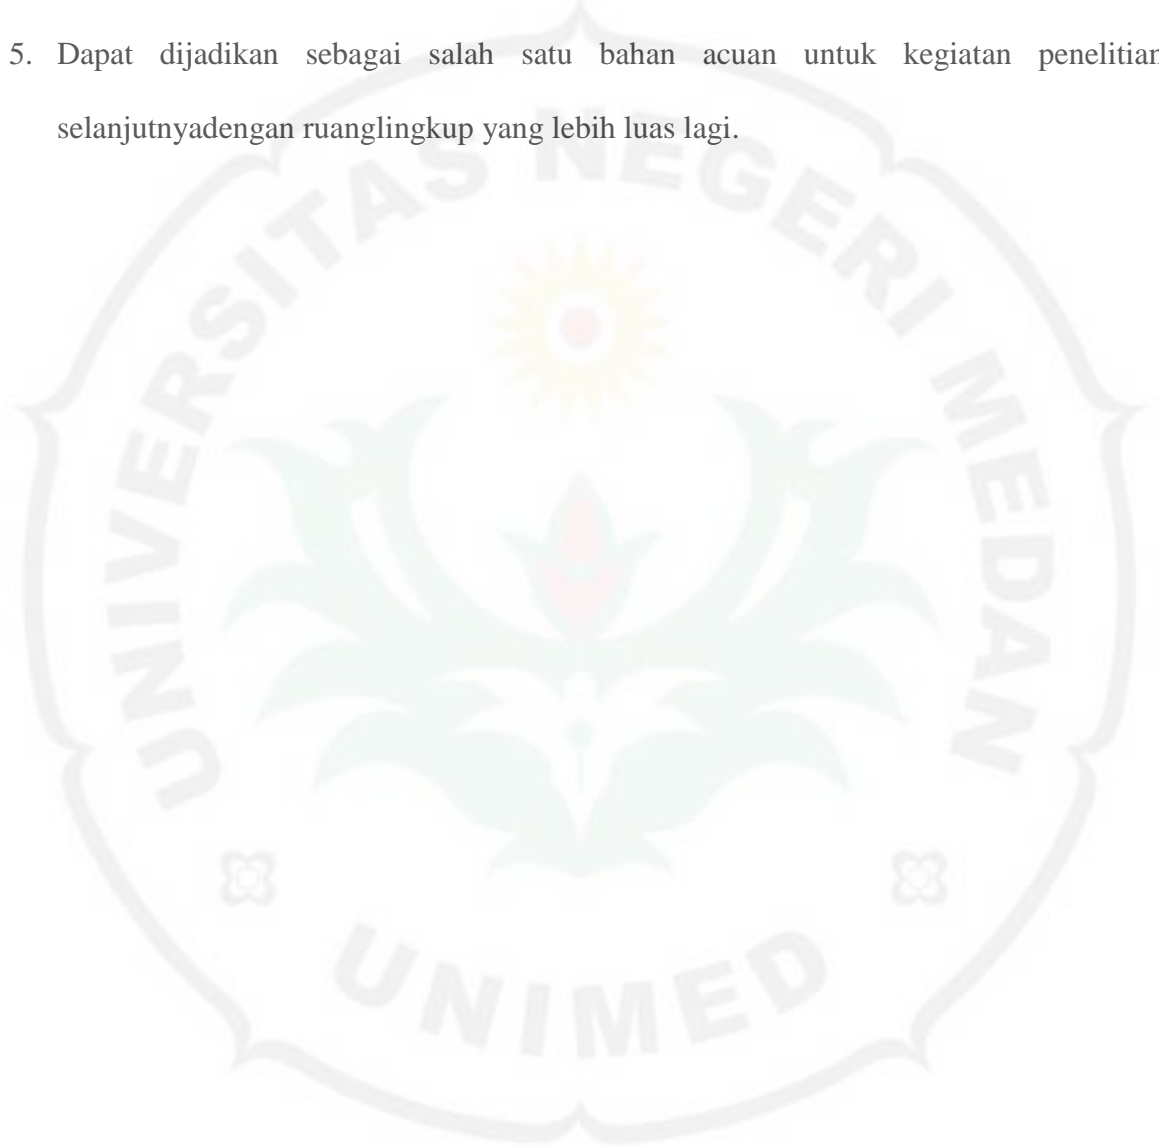 5. Dapat dijadikan sebagai salah satu bahan acuan untuk kegiatan penelitian
selanjutnyadengan ruanglingkup yang lebih luas lagi.
UNIVERSITAS NEGERI MEDAN
UNIMED